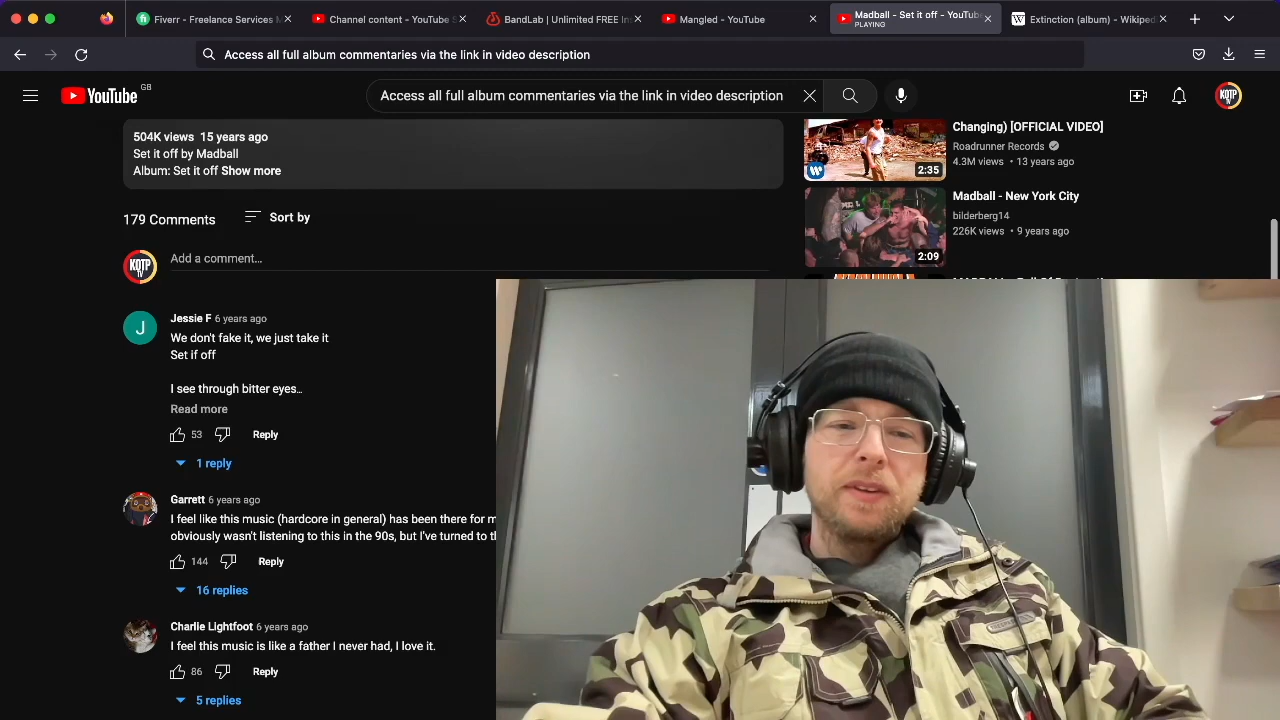 Fiverr - Freelance Services M
Channel content - YouTube S
BandLab | Unlimited FREE In
Mangled - YouTube
Madball - Set it off - YouTube
PLAYING
Extinction (album) - Wikiped
Access all full album commentaries via the link in video description
YouTube GB
Access all full album commentaries via the link in video description
KOTP
TV
504K views 15 years ago
Set it off by Madball
Album: Set it off Show more
Changing) [OFFICIAL VIDEO]
Roadrunner Records
4.3M views • 13 years ago
2:35
Madball - New York City
bilderberg14
226K views • 9 years ago
2:09
179 Comments
Sort by
KOTP
TV
Add a comment...
J
Jessie F 6 years ago
We don't fake it, we just take it
Set if off
I see through bitter eyes...
Read more
53
Reply
1 reply
Garrett 6 years ago
I feel like this music (hardcore in general) has been there for m
obviously wasn't listening to this in the 90s, but I've turned to th
144
Reply
16 replies
Charlie Lightfoot 6 years ago
I feel this music is like a father I never had, I love it.
86
Reply
5 replies